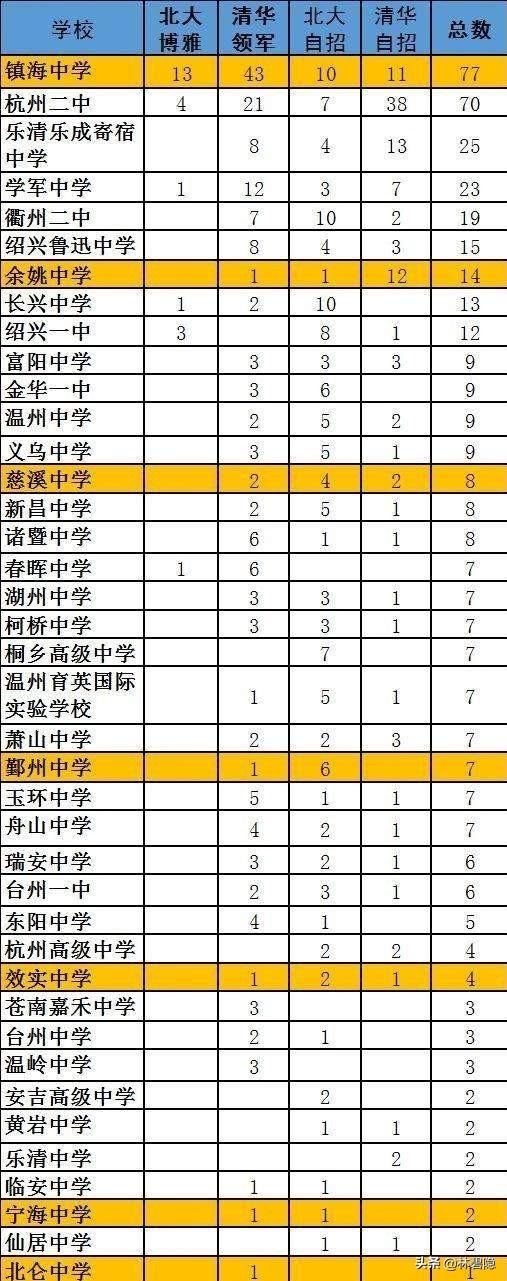 学校 北大博雅 清华领军 北大自招 清华自招 总数
镇海中学 13 43 10 11 77
杭州二中 4 21 7 38 70
乐清乐成寄宿中学 8 4 13 25
学军中学 1 12 3 7 23
衢州二中 7 10 2 19
绍兴鲁迅中学 8 4 3 15
余姚中学 1 1 12 14
长兴中学 1 2 10 13
绍兴一中 3 8 1 12
富阳中学 3 3 3 9
金华一中 3 6 9
温州中学 2 5 2 9
义乌中学 3 5 1 9
慈溪中学 2 4 2 8
新昌中学 2 5 1 8
诸暨中学 6 1 1 8
春晖中学 1 6 7
湖州中学 3 3 1 7
柯桥中学 3 3 1 7
桐乡高级中学 7 7
温州育英国际实验学校 1 5 1 7
萧山中学 2 2 3 7
鄞州中学 1 6 7
玉环中学 5 1 1 7
舟山中学 4 2 1 7
瑞安中学 3 2 1 6
台州一中 2 3 1 6
东阳中学 4 1 5
杭州高级中学 2 2 4
效实中学 1 2 1 4
苍南嘉禾中学 3 3
台州中学 2 1 3
温岭中学 3 3
安吉高级中学 2 2
黄岩中学 1 1 2
乐清中学 2 2
临安中学 1 1 2
宁海中学 1 1 2
仙居中学 1 1 2
北仑中学 1 1
头条 @林碧隐